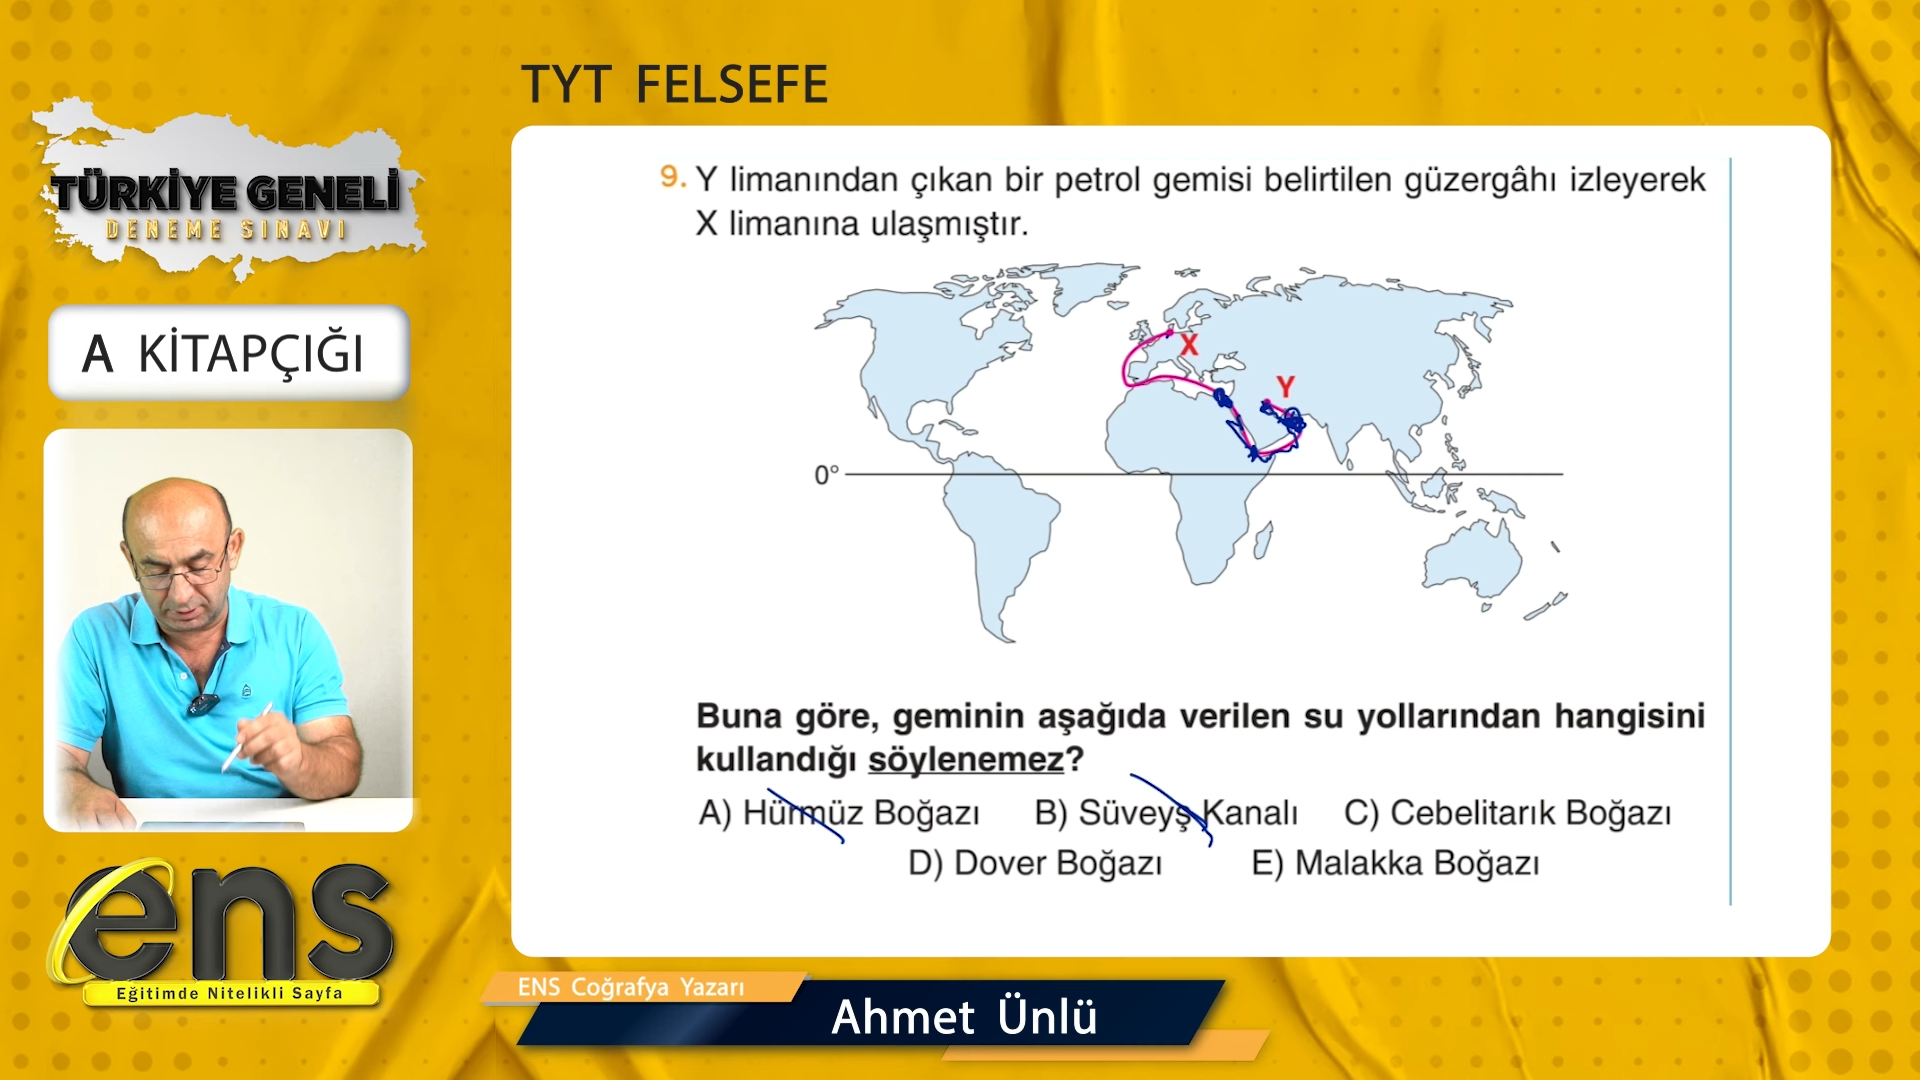 TYT FELSEFE
TÜRKİYE GENELİ
DENEME SINAVI
A KİTAPÇIĞI
9. Y limanından çıkan bir petrol gemisi belirtilen güzergâhı izleyerek
X limanına ulaşmıştır.
X
Y
0°
Buna göre, geminin aşağıda verilen su yollarından hangisini
kullandığı söylenemez?
A) Hürmüz Boğazı B) Süveyş Kanalı C) Cebelitarık Boğazı
D) Dover Boğazı E) Malakka Boğazı
ens
Eğitimde Nitelikli Sayfa
ENS Coğrafya Yazarı
Ahmet Ünlü